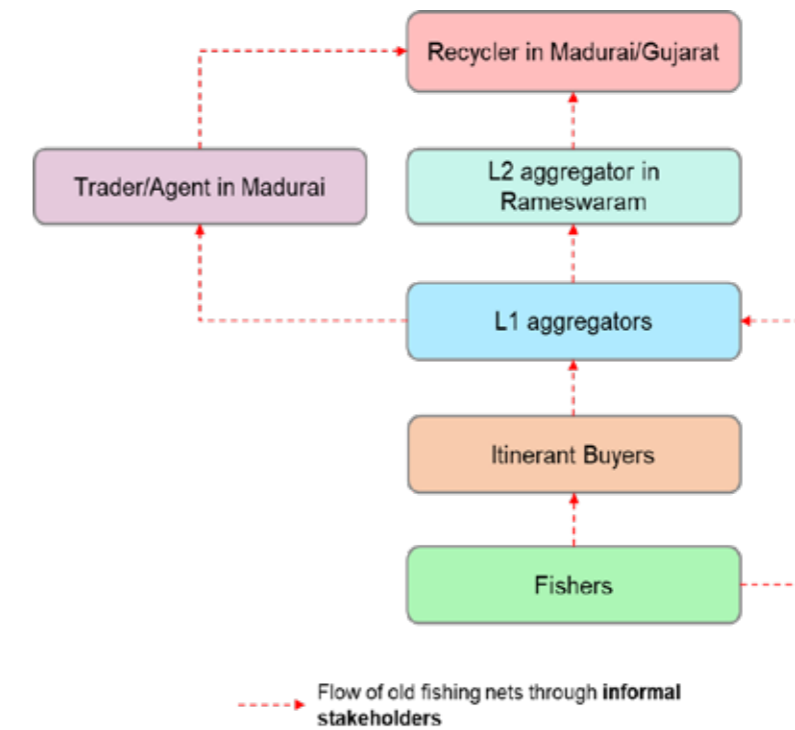 Recycler in Madurai/Gujarat
Trader/Agent in Madurai
L2 aggregator in
Rameswaram
L1 aggregators
Itinerant Buyers
Fishers
Flow of old fishing nets through informal
stakeholders